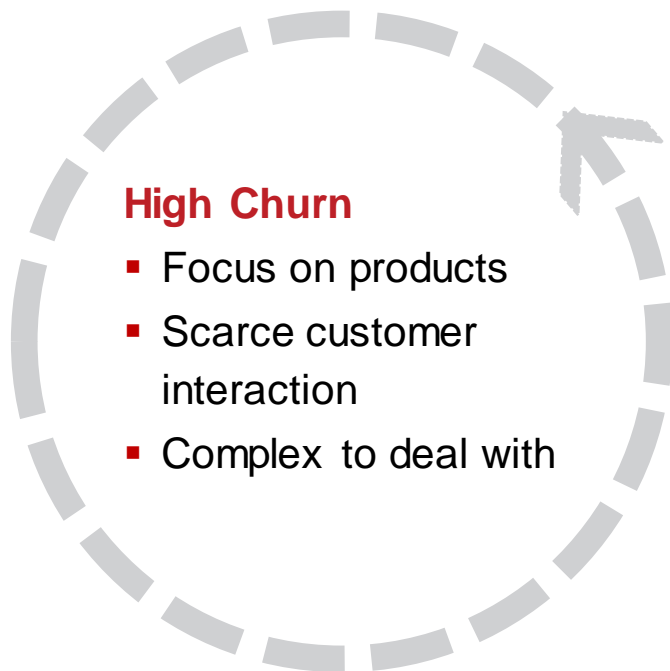 High Churn
▪ Focus on products
▪ Scarce customer
interaction
▪ Complex to deal with